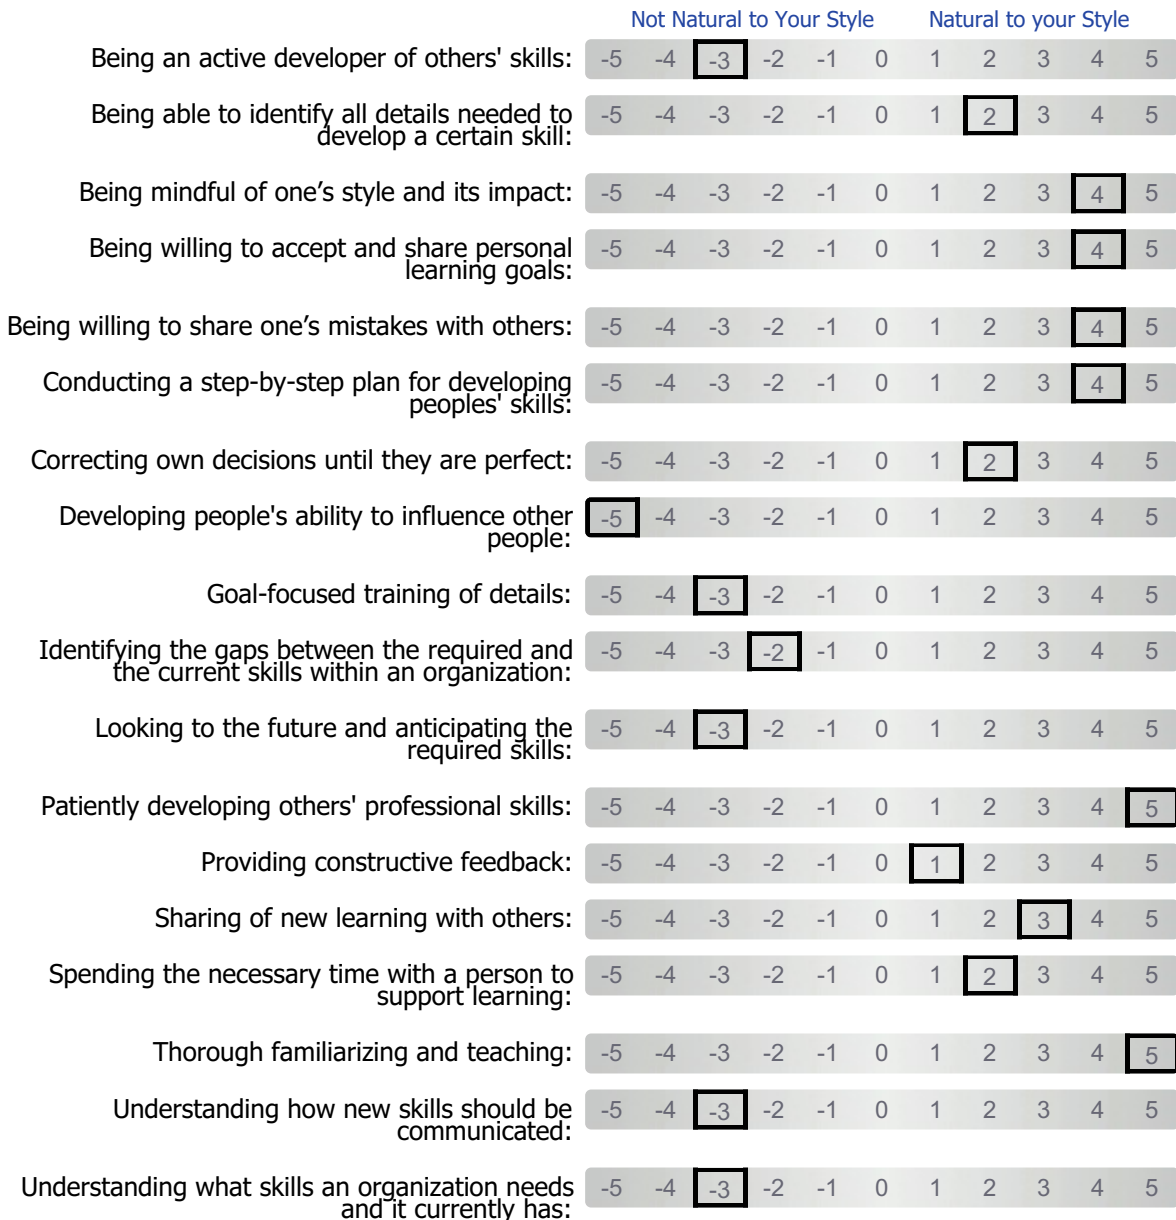 Not Natural to Your Style Natural to your Style
Being an active developer of others' skills: -5 -4 -3 -2 -1 0 1 2 3 4 5
Being able to identify all details needed to
develop a certain skill: -5 -4 -3 -2 -1 0 1 2 3 4 5
Being mindful of one’s style and its impact: -5 -4 -3 -2 -1 0 1 2 3 4 5
Being willing to accept and share personal
learning goals: -5 -4 -3 -2 -1 0 1 2 3 4 5
Being willing to share one’s mistakes with others: -5 -4 -3 -2 -1 0 1 2 3 4 5
Conducting a step-by-step plan for developing
peoples' skills: -5 -4 -3 -2 -1 0 1 2 3 4 5
Correcting own decisions until they are perfect: -5 -4 -3 -2 -1 0 1 2 3 4 5
Developing people's ability to influence other
people: -5 -4 -3 -2 -1 0 1 2 3 4 5
Goal-focused training of details: -5 -4 -3 -2 -1 0 1 2 3 4 5
Identifying the gaps between the required and
the current skills within an organization: -5 -4 -3 -2 -1 0 1 2 3 4 5
Looking to the future and anticipating the
required skills: -5 -4 -3 -2 -1 0 1 2 3 4 5
Patiently developing others' professional skills: -5 -4 -3 -2 -1 0 1 2 3 4 5
Providing constructive feedback: -5 -4 -3 -2 -1 0 1 2 3 4 5
Sharing of new learning with others: -5 -4 -3 -2 -1 0 1 2 3 4 5
Spending the necessary time with a person to
support learning: -5 -4 -3 -2 -1 0 1 2 3 4 5
Thorough familiarizing and teaching: -5 -4 -3 -2 -1 0 1 2 3 4 5
Understanding how new skills should be
communicated: -5 -4 -3 -2 -1 0 1 2 3 4 5
Understanding what skills an organization needs
and it currently has: -5 -4 -3 -2 -1 0 1 2 3 4 5